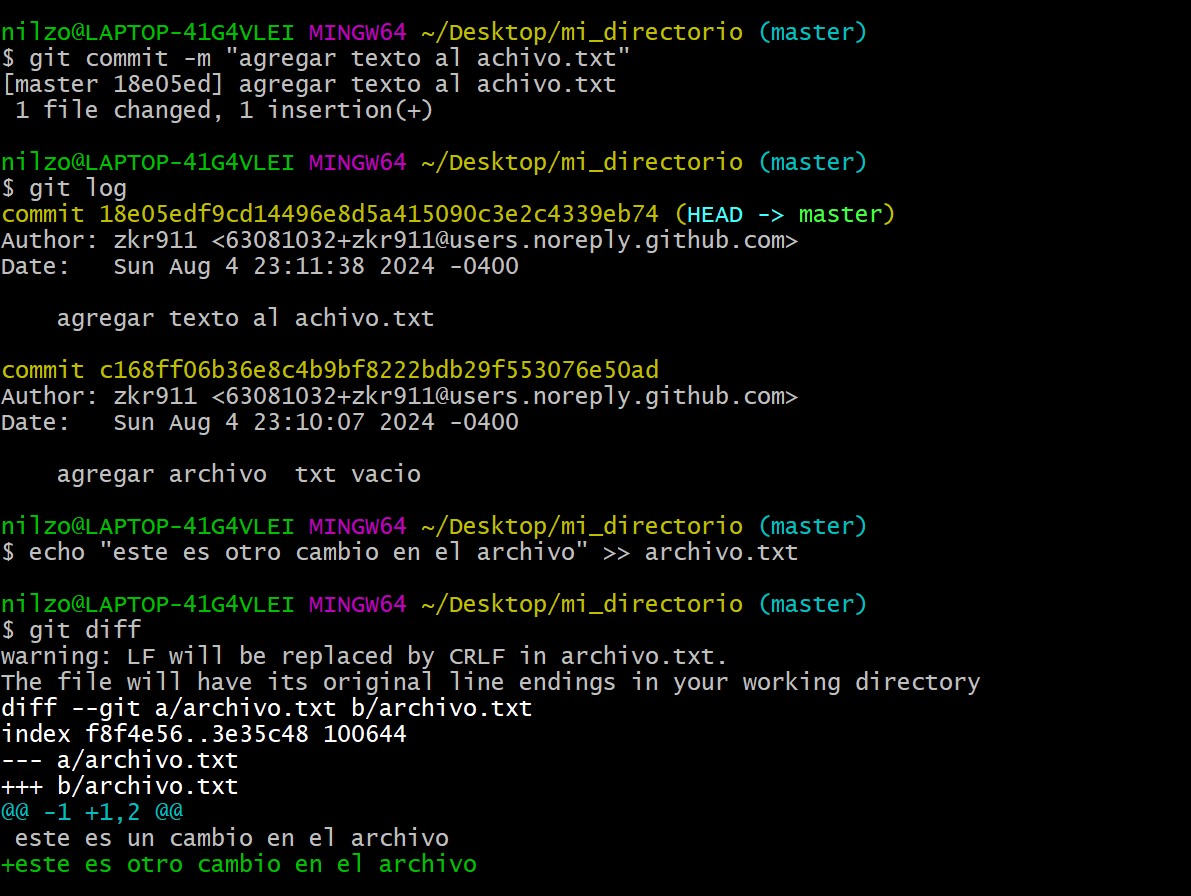 nilzo@LAPTOP-41G4VLEI MINGW64 ~/Desktop/mi_directorio (master)
$ git commit -m "agregar texto al achivo.txt"
[master 18e05ed] agregar texto al achivo.txt
 1 file changed, 1 insertion(+)

nilzo@LAPTOP-41G4VLEI MINGW64 ~/Desktop/mi_directorio (master)
$ git log
commit 18e05edf9cd14496e8d5a415090c3e2c4339eb74 (HEAD -> master)
Author: zkr911 <63081032+zkr911@users.noreply.github.com>
Date:   Sun Aug 4 23:11:38 2024 -0400

    agregar texto al achivo.txt

commit c168ff06b36e8c4b9bf8222bdb29f553076e50ad
Author: zkr911 <63081032+zkr911@users.noreply.github.com>
Date:   Sun Aug 4 23:10:07 2024 -0400

    agregar archivo  txt vacio

nilzo@LAPTOP-41G4VLEI MINGW64 ~/Desktop/mi_directorio (master)
$ echo "este es otro cambio en el archivo" >> archivo.txt

nilzo@LAPTOP-41G4VLEI MINGW64 ~/Desktop/mi_directorio (master)
$ git diff
warning: LF will be replaced by CRLF in archivo.txt.
The file will have its original line endings in your working directory
diff --git a/archivo.txt b/archivo.txt
index f8f4e56..3e35c48 100644
--- a/archivo.txt
+++ b/archivo.txt
@@ -1 +1,2 @@
 este es un cambio en el archivo
+este es otro cambio en el archivo